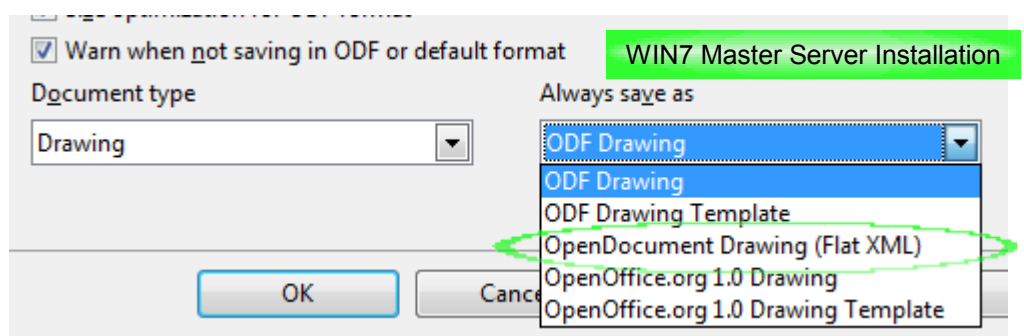 Warn when not saving in ODF or default format
WIN7 Master Server Installation
Document type
Always save as
Drawing
ODF Drawing
ODF Drawing
ODF Drawing Template
OpenDocument Drawing (Flat XML)
OpenOffice.org 1.0 Drawing
OpenOffice.org 1.0 Drawing Template
OK
Cance